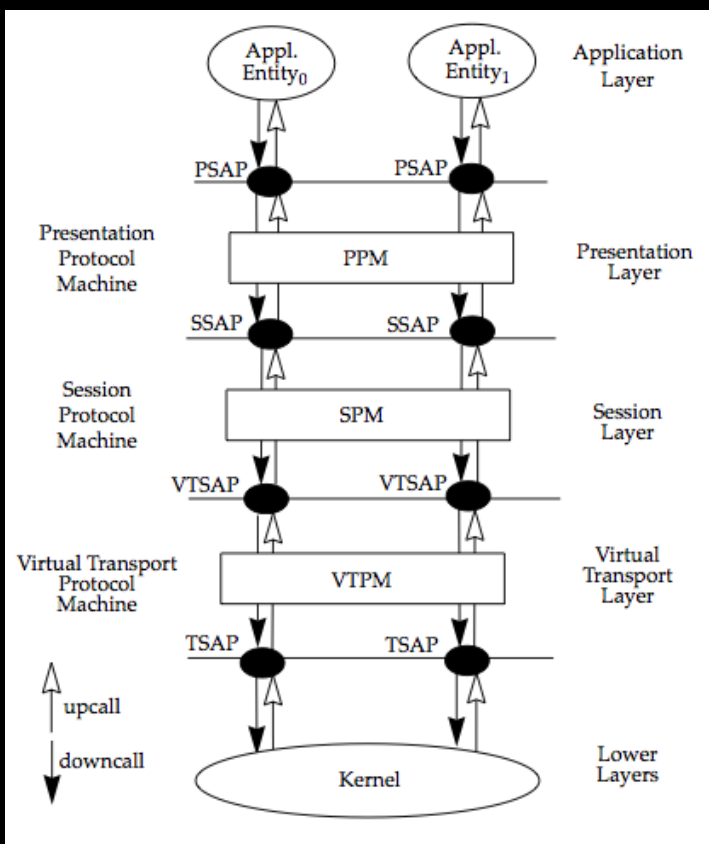 Appl.
Entity0
Appl.
Entity1
Application
Layer
PSAP
PSAP
Presentation
Protocol
Machine
PPM
Presentation
Layer
SSAP
SSAP
Session
Protocol
Machine
SPM
Session
Layer
VTSAP
VTSAP
Virtual Transport
Protocol
Machine
VTPM
Virtual
Transport
Layer
TSAP
TSAP
upcall
downcall
Kernel
Lower
Layers